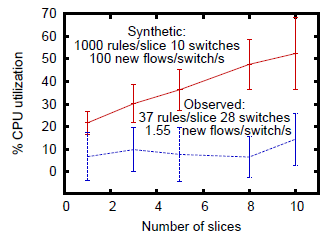 70
60
50
40
30
20
10
0
% CPU utilization
Synthetic:
1000 rules/slice 10 switches
100 new flows/switch/s
Observed:
37 rules/slice 28 switches
1.55 new flows/switch/s
0 2 4 6 8 10
Number of slices